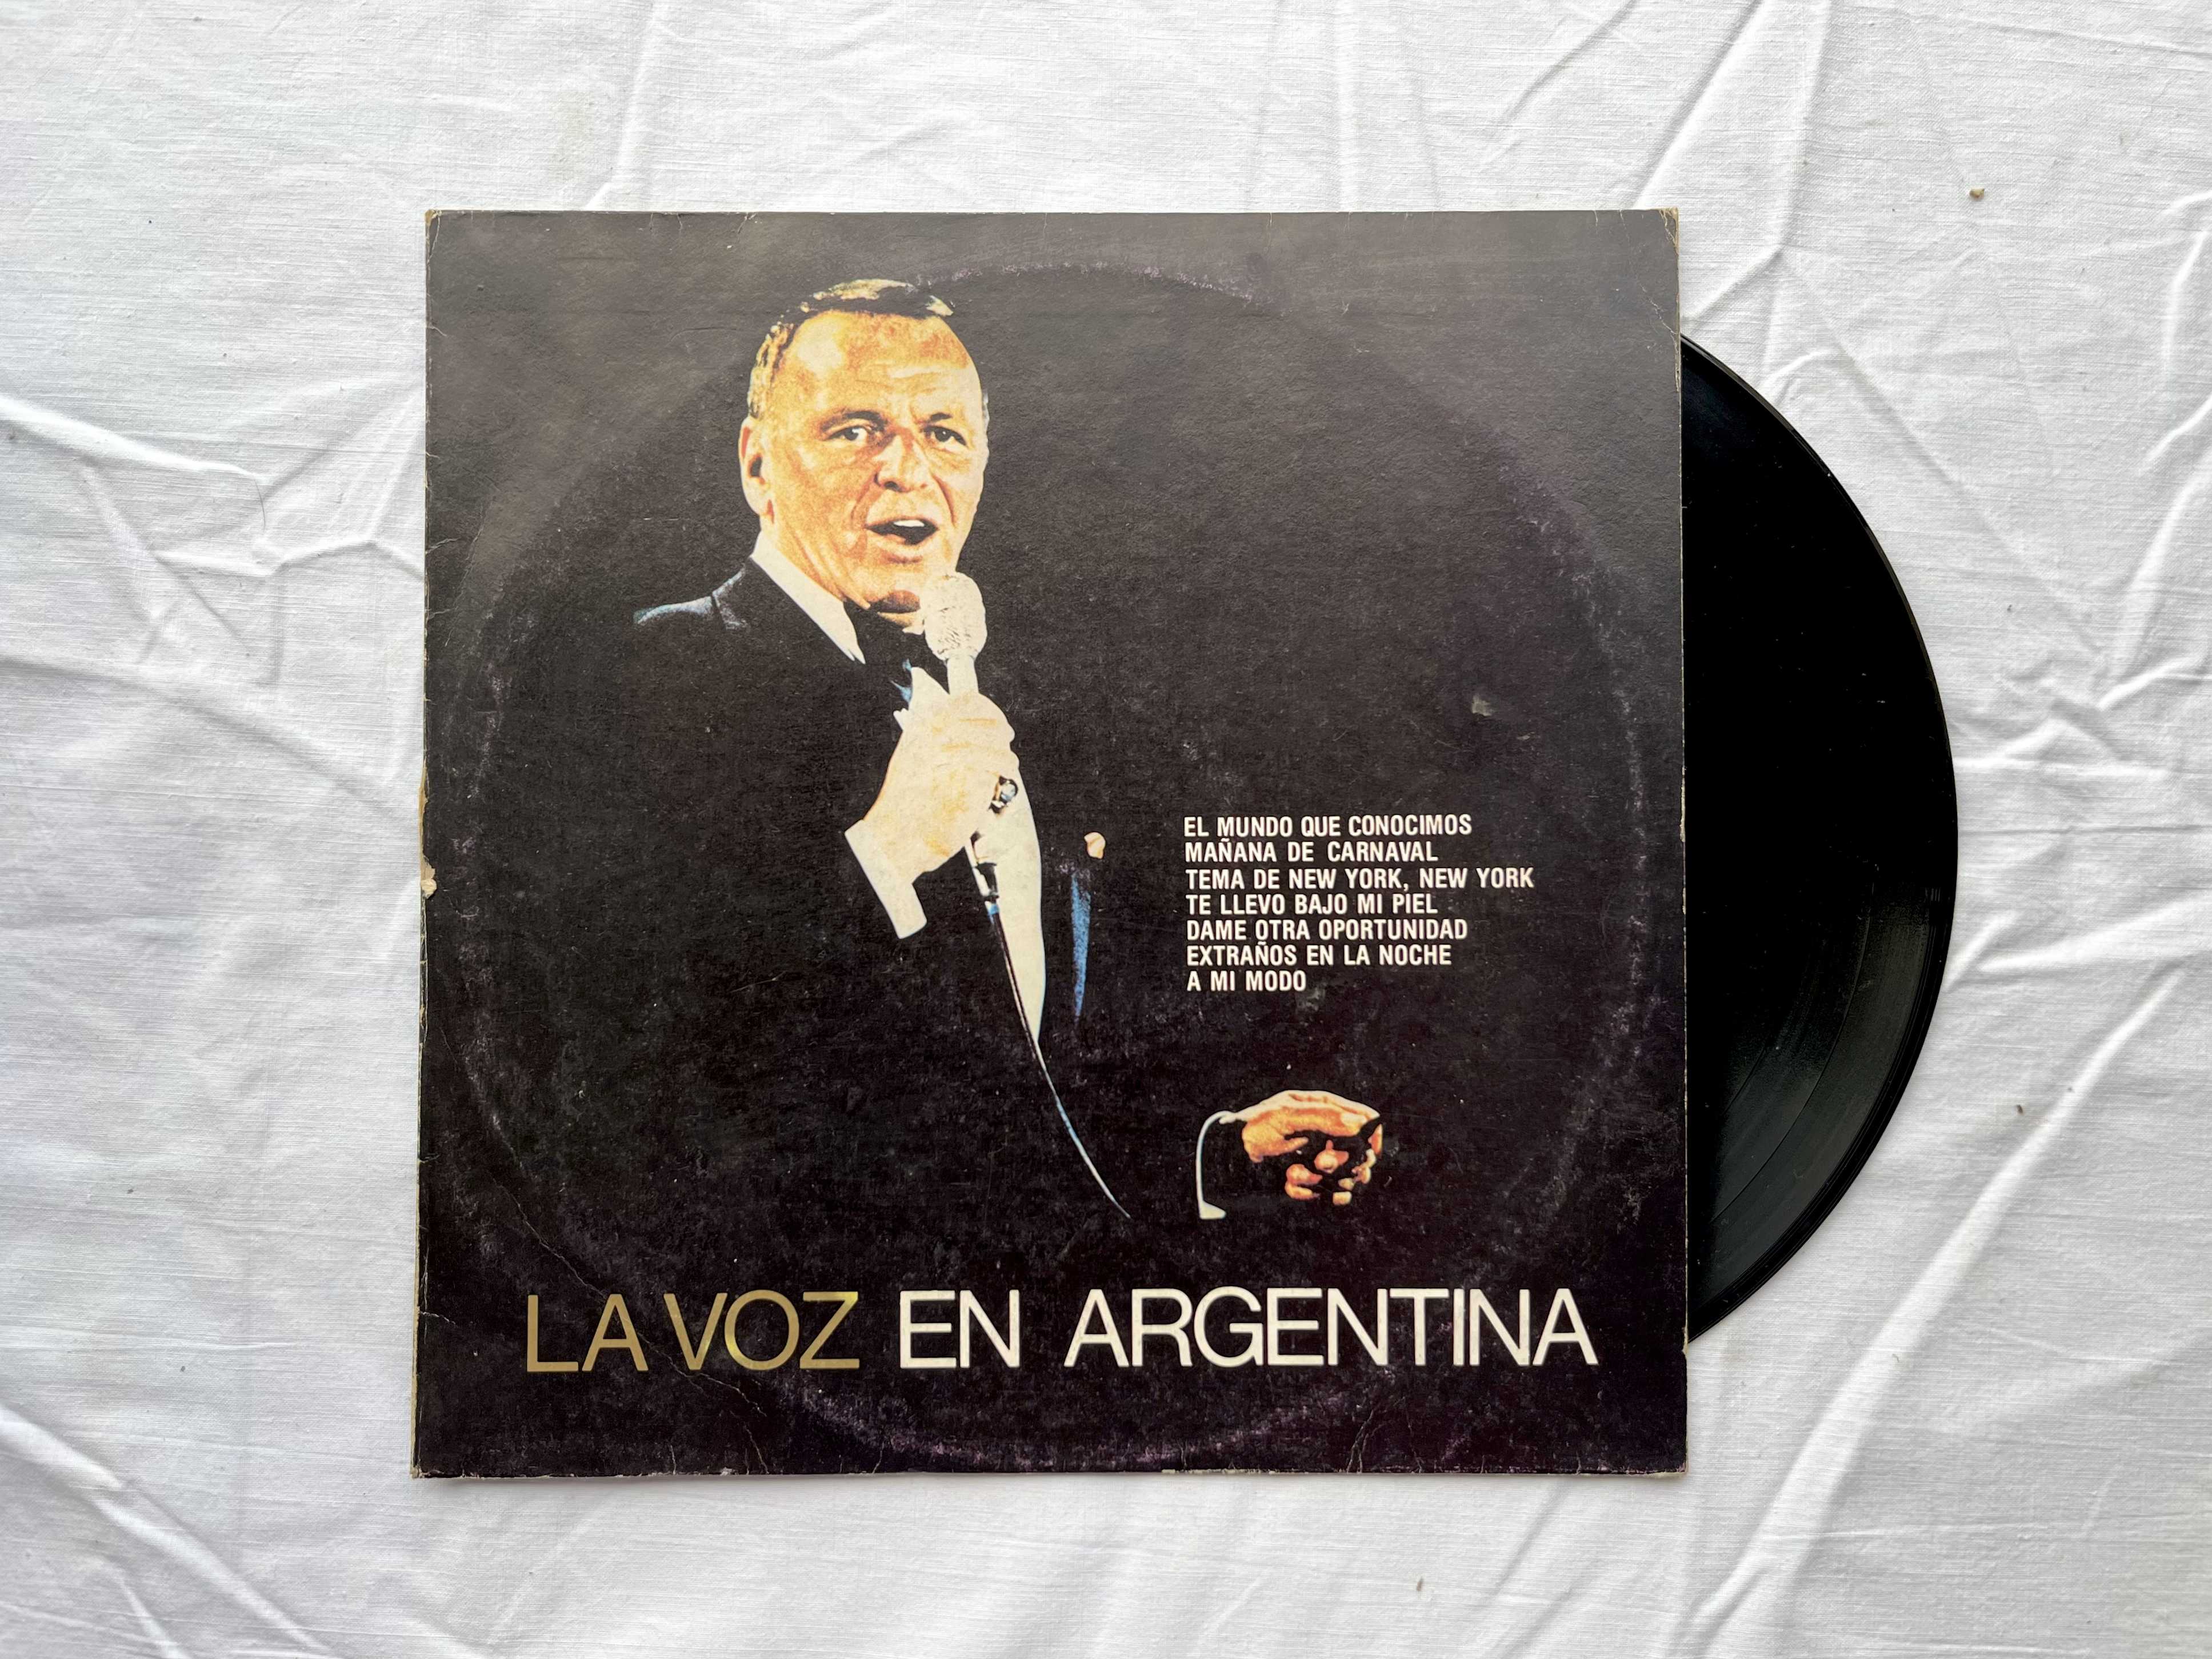 EL MUNDO QUE CONOCIMOS
MAÑANA DE CARNAVAL
TEMA DE NEW YORK, NEW YORK
TE LLEVO BAJO MI PIEL
DAME OTRA OPORTUNIDAD
EXTRAÑOS EN LA NOCHE
A MI MODO
LA VOZ EN ARGENTINA